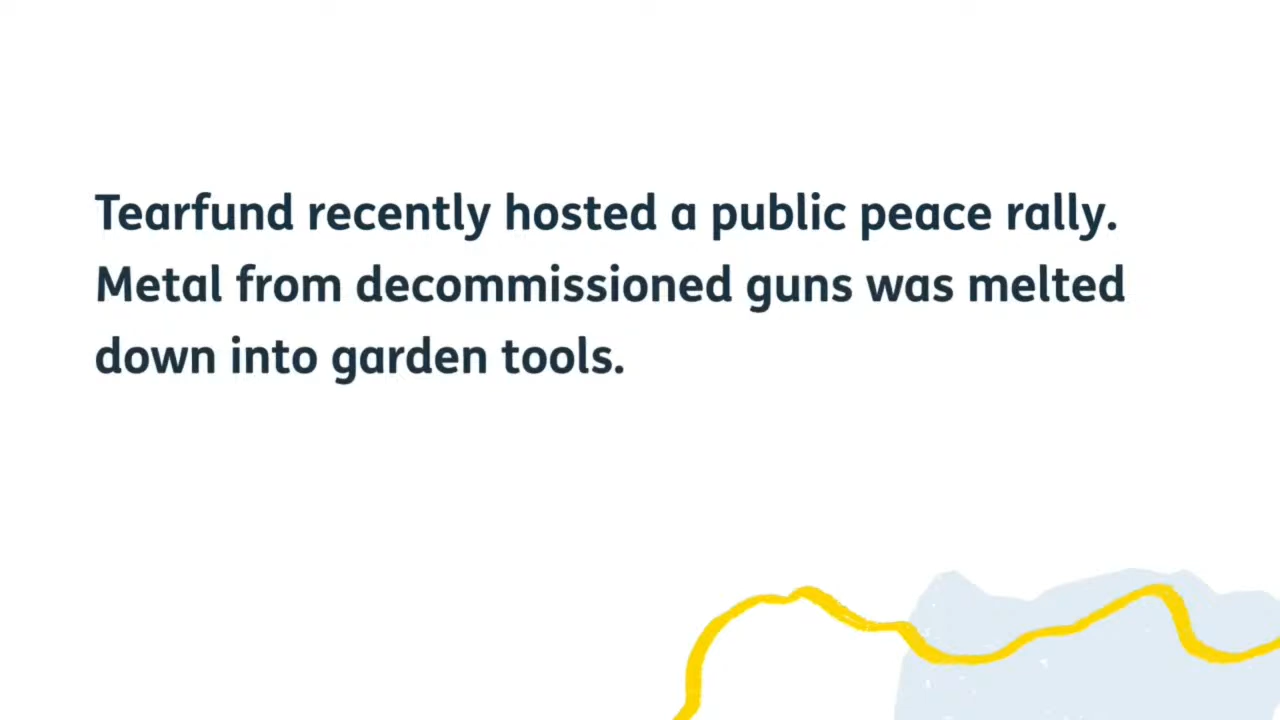 Tearfund recently hosted a public peace rally.
Metal from decommissioned guns was melted
down into garden tools.